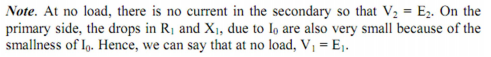 Note. At no load, there is no current in the secondary so that V₂ = E₂. On the
primary side, the drops in R₁ and X₁, due to I₀ are also very small because of the
smallness of I₀. Hence, we can say that at no load, V₁ = E₁.